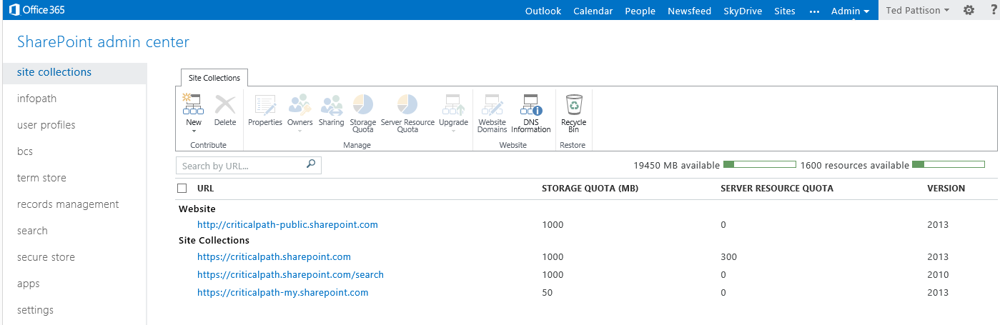 Office 365 Outlook Calendar People Newsfeed SkyDrive Sites ··· Admin Ted Pattison ?
SharePoint admin center
site collections
infopath
user profiles
bcs
term store
records management
search
secure store
apps
settings
Site Collections
New Delete Properties Owners Sharing Storage Quota Server Resource Quota Upgrade Website Domains DNS Information Recycle Bin
Contribute Manage Website Restore
Search by URL... 19450 MB available 1600 resources available
URL STORAGE QUOTA (MB) SERVER RESOURCE QUOTA VERSION
Website
http://criticalpath-public.sharepoint.com 1000 0 2013
Site Collections
https://criticalpath.sharepoint.com 1000 300 2013
https://criticalpath.sharepoint.com/search 1000 0 2010
https://criticalpath-my.sharepoint.com 50 0 2013